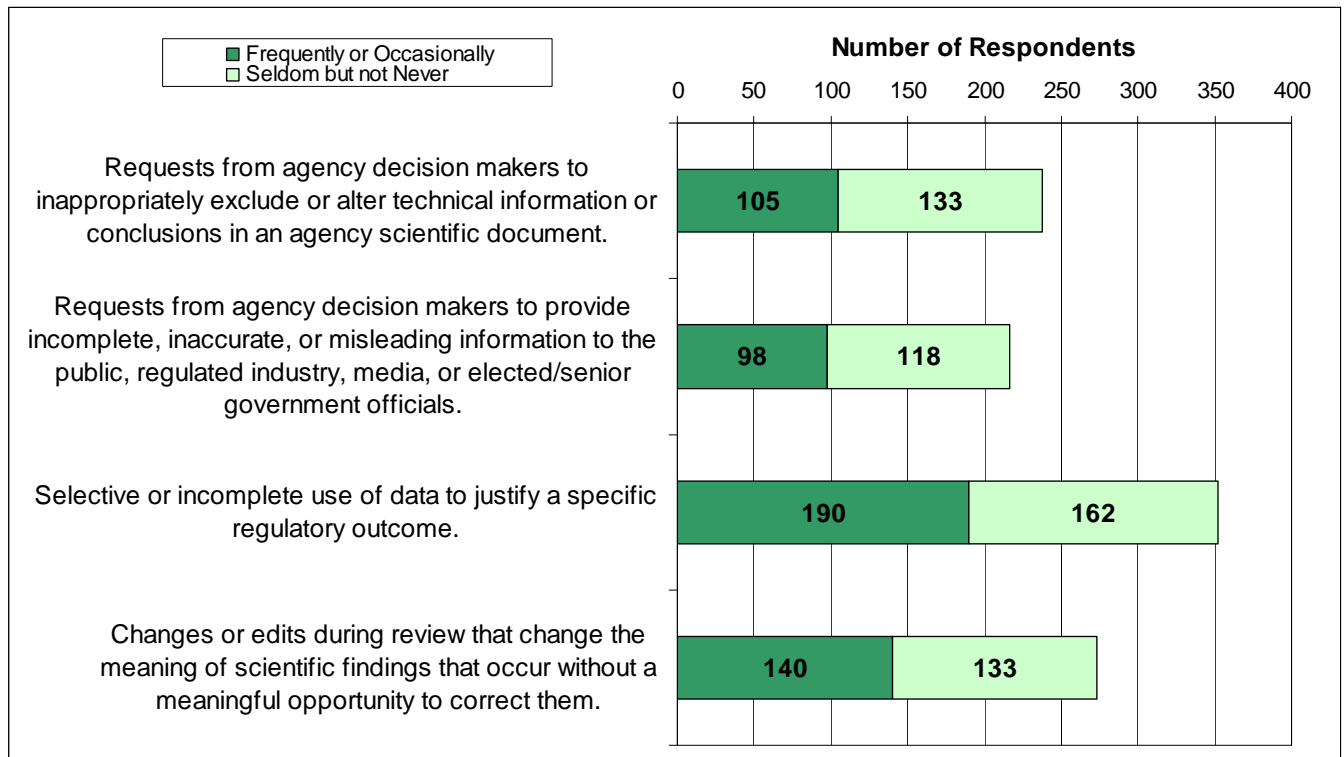 Number of Respondents
Frequently or Occasionally
Seldom but not Never
0 50 100 150 200 250 300 350 400
Requests from agency decision makers to
inappropriately exclude or alter technical information or
conclusions in an agency scientific document.
105 133
Requests from agency decision makers to provide
incomplete, inaccurate, or misleading information to the
public, regulated industry, media, or elected/senior
government officials.
98 118
Selective or incomplete use of data to justify a specific
regulatory outcome.
190 162
Changes or edits during review that change the
meaning of scientific findings that occur without a
meaningful opportunity to correct them.
140 133